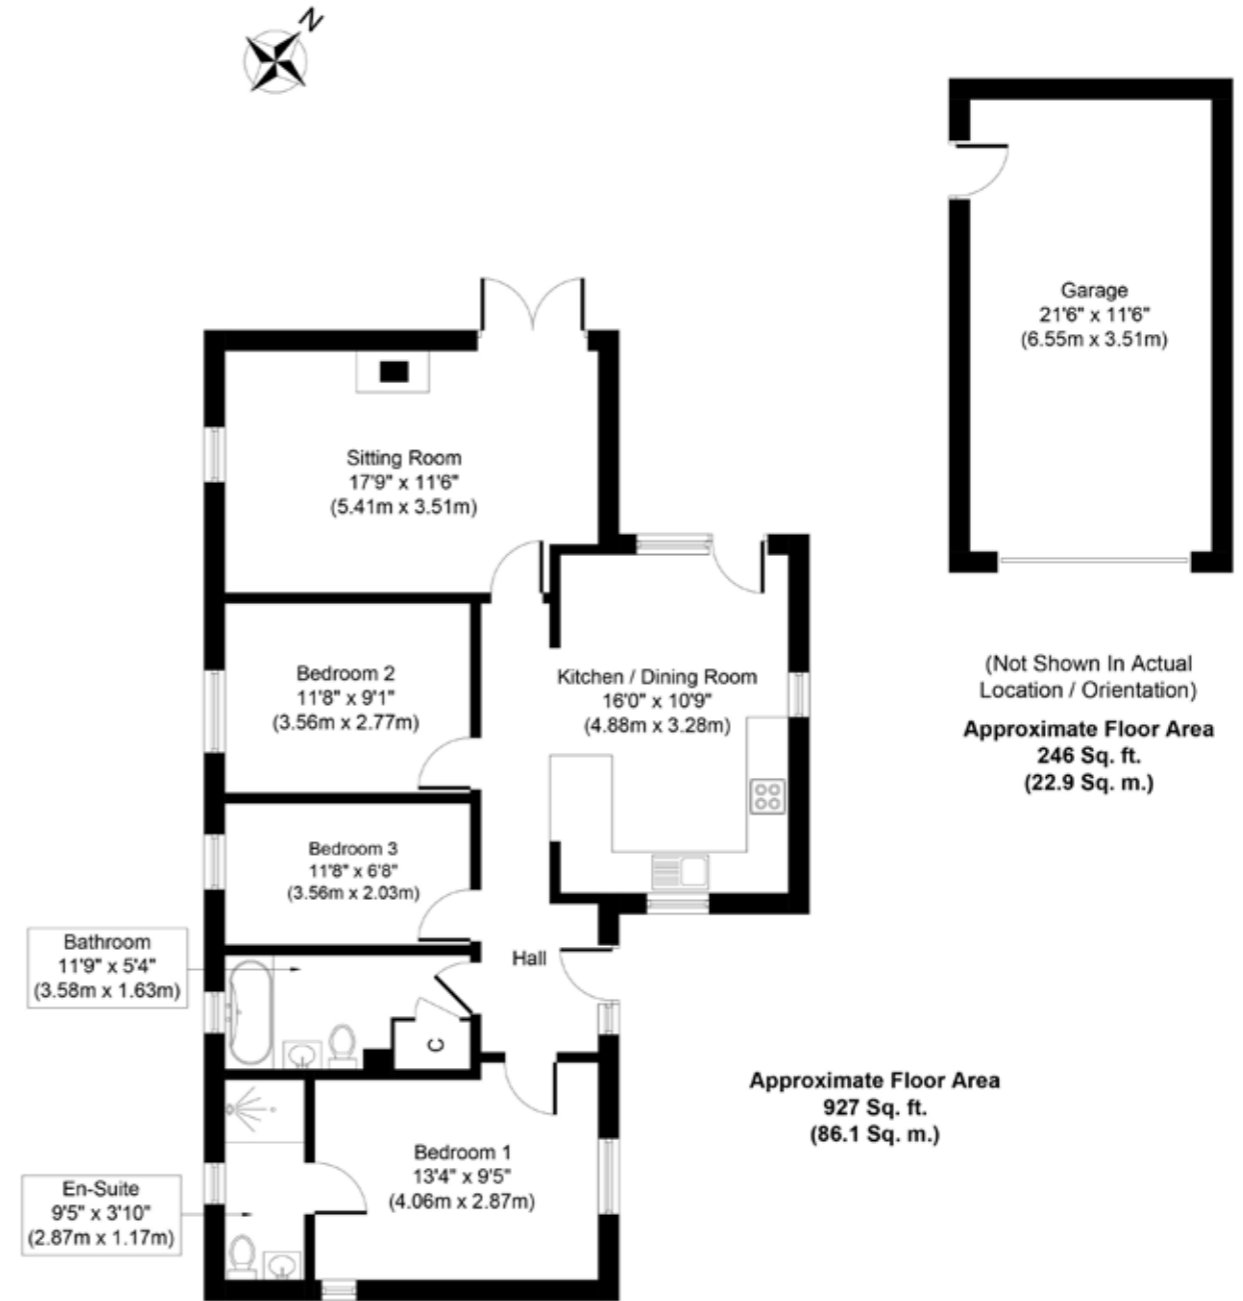 N
Garage
21'6" x 11'6"
(6.55m x 3.51m)
Sitting Room
17'9" x 11'6"
(5.41m x 3.51m)
Bedroom 2
11'8" x 9'1"
(3.56m x 2.77m)
Kitchen / Dining Room
16'0" x 10'9"
(4.88m x 3.28m)
(Not Shown In Actual
Location / Orientation)
Approximate Floor Area
246 Sq. ft.
(22.9 Sq. m.)
Bedroom 3
11'8" x 6'8"
(3.56m x 2.03m)
Bathroom
11'9" x 5'4"
(3.58m x 1.63m)
Hall
C
Approximate Floor Area
927 Sq. ft.
(86.1 Sq. m.)
Bedroom 1
13'4" x 9'5"
(4.06m x 2.87m)
En-Suite
9'5" x 3'10"
(2.87m x 1.17m)